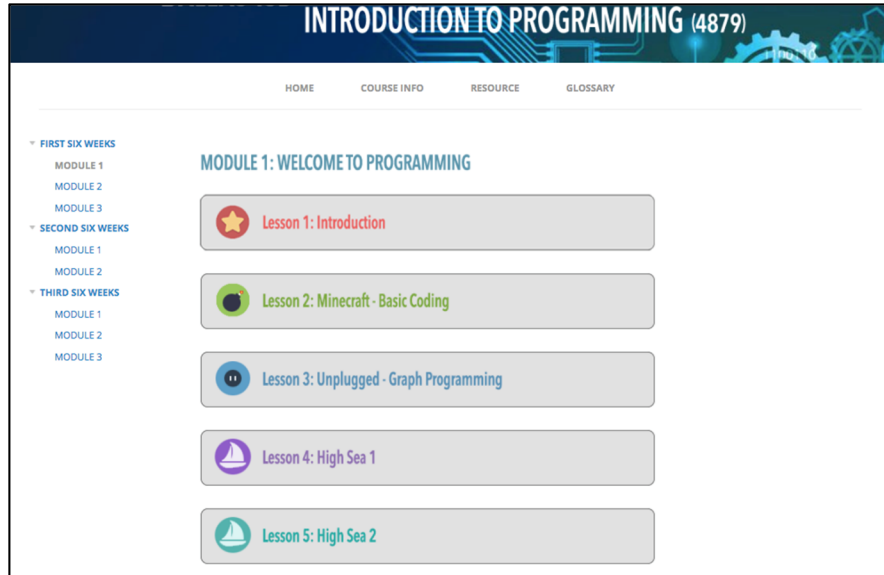 INTRODUCTION TO PROGRAMMING (4879)
HOME COURSE INFO RESOURCE GLOSSARY
FIRST SIX WEEKS
MODULE 1
MODULE 2
MODULE 3
SECOND SIX WEEKS
MODULE 1
MODULE 2
THIRD SIX WEEKS
MODULE 1
MODULE 2
MODULE 3
MODULE 1: WELCOME TO PROGRAMMING
Lesson 1: Introduction
Lesson 2: Minecraft - Basic Coding
Lesson 3: Unplugged - Graph Programming
Lesson 4: High Sea 1
Lesson 5: High Sea 2